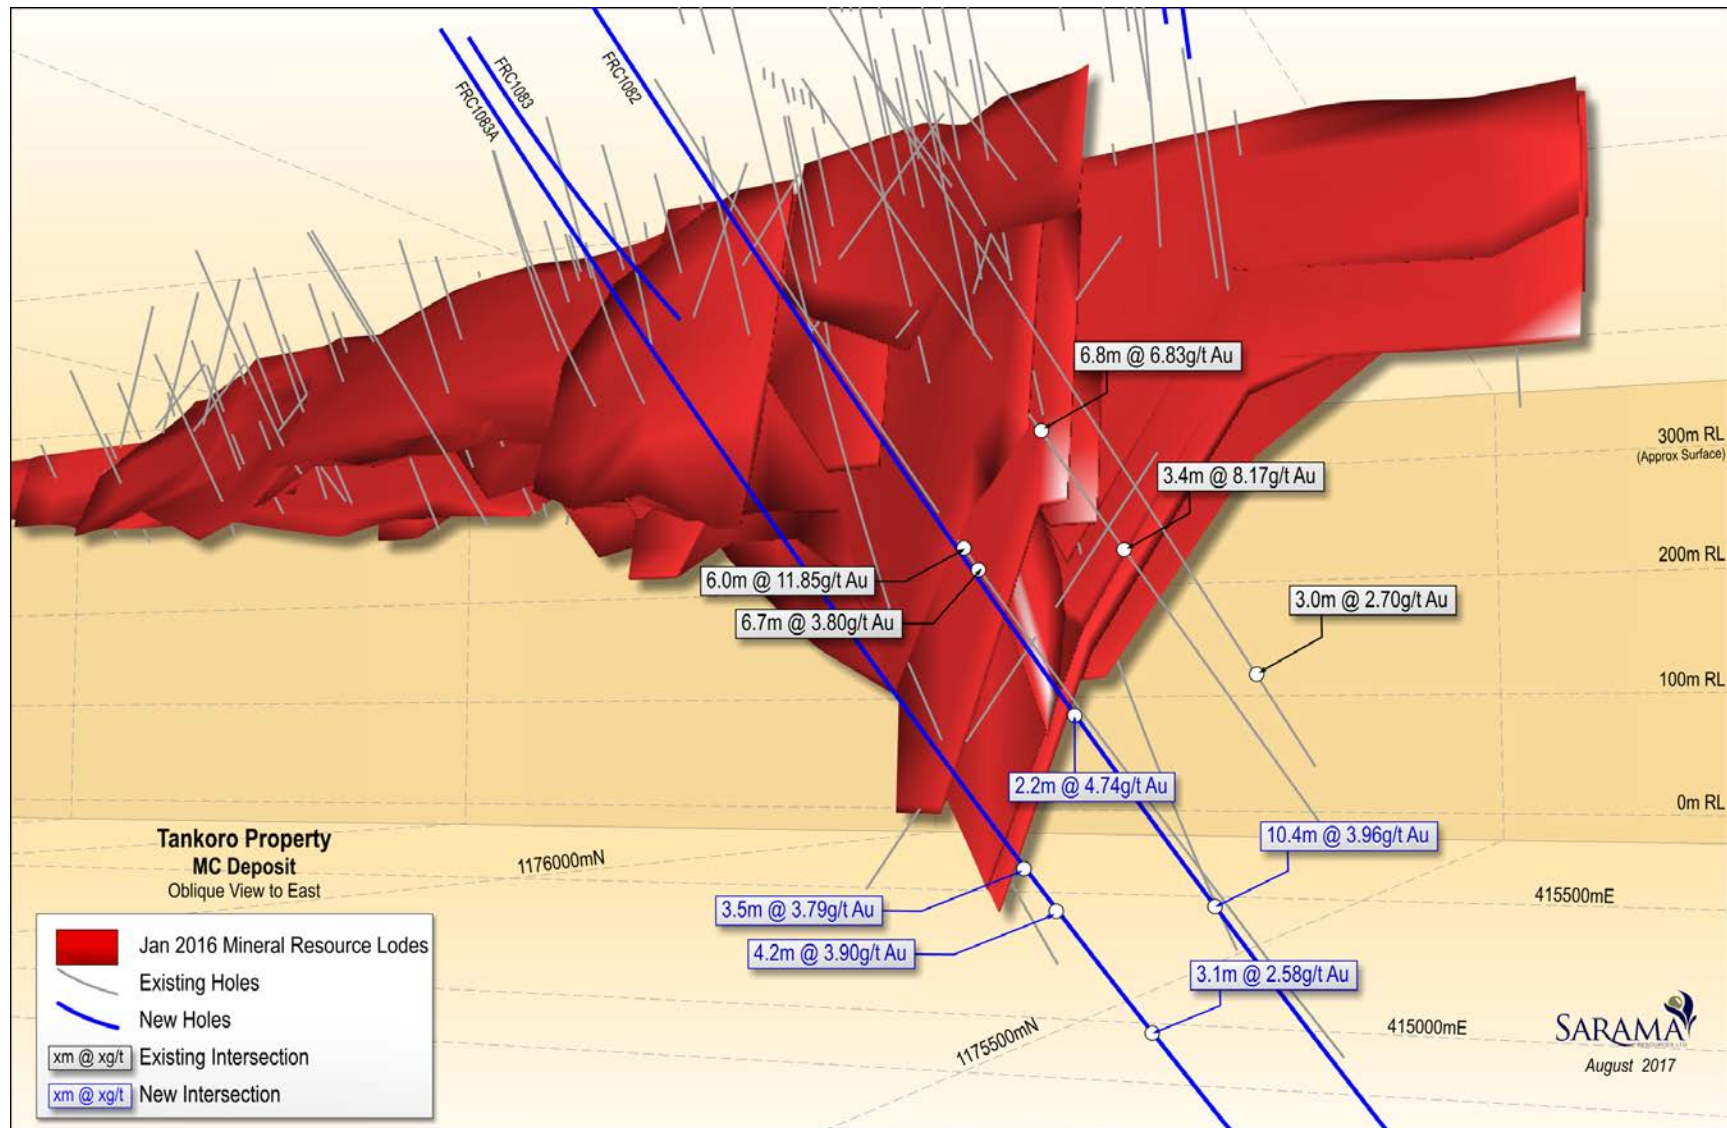 FRC1083A
FRC1083
FRC1082
6.8m @ 6.83g/t Au
3.4m @ 8.17g/t Au
300m RL
(Approx Surface)
200m RL
6.0m @ 11.85g/t Au
6.7m @ 3.80g/t Au
3.0m @ 2.70g/t Au
100m RL
2.2m @ 4.74g/t Au
0m RL
10.4m @ 3.96g/t Au
Tankoro Property
MC Deposit
Oblique View to East
1176000mN
415500mE
3.5m @ 3.79g/t Au
4.2m @ 3.90g/t Au
3.1m @ 2.58g/t Au
1175500mN
415000mE
Jan 2016 Mineral Resource Lodes
Existing Holes
New Holes
xm @ xg/t Existing Intersection
xm @ xg/t New Intersection
SARAMA
RESOURCES LTD
August 2017